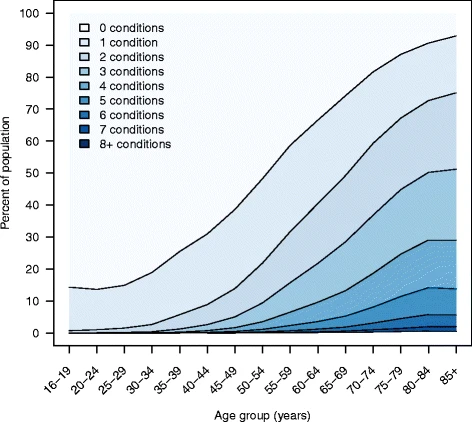 100
90
80
70
60
50
40
30
20
10
0
Percent of population
0 conditions
1 condition
2 conditions
3 conditions
4 conditions
5 conditions
6 conditions
7 conditions
8+ conditions
16–19
20–24
25–29
30–34
35–39
40–44
45–49
50–54
55–59
60–64
65–69
70–74
75–79
80–84
85+
Age group (years)